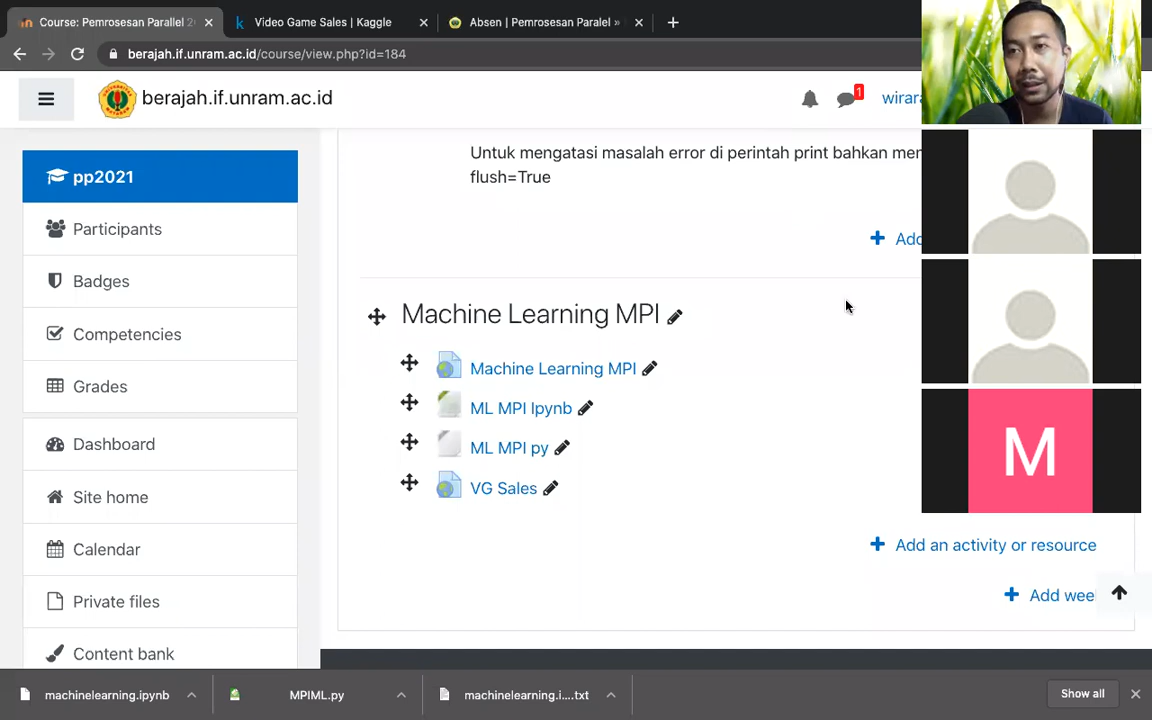 Course: Pemrosesan Parallel 2
Video Game Sales | Kaggle
Absen | Pemrosesan Paralel »
berajah.if.unram.ac.id/course/view.php?id=184
berajah.if.unram.ac.id
1
pp2021
Participants
Badges
Competencies
Grades
Dashboard
Site home
Calendar
Private files
Content bank
Untuk mengatasi masalah error di perintah print bahkan
flush=True
+ Add
Machine Learning MPI
Machine Learning MPI
ML MPI Ipynb
ML MPI py
VG Sales
+ Add an activity or resource
+ Add
M
machinelearning.ipynb
MPIML.py
machinelearning.i....txt
Show all